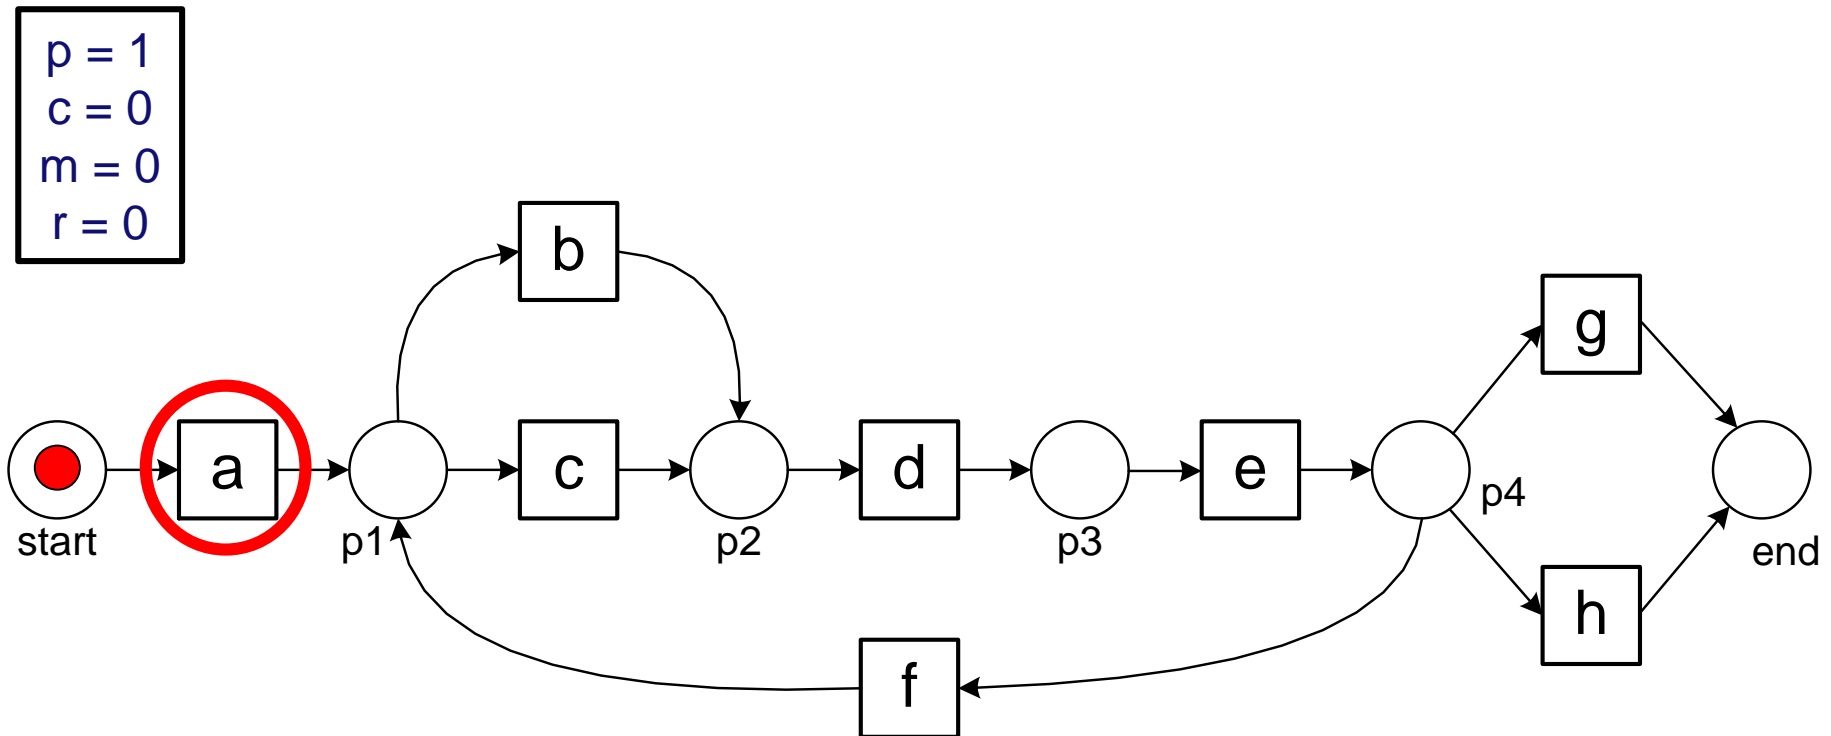 p = 1
c = 0
m = 0
r = 0
b
g
a
c
d
e
p4
start
p1
p2
p3
end
h
f